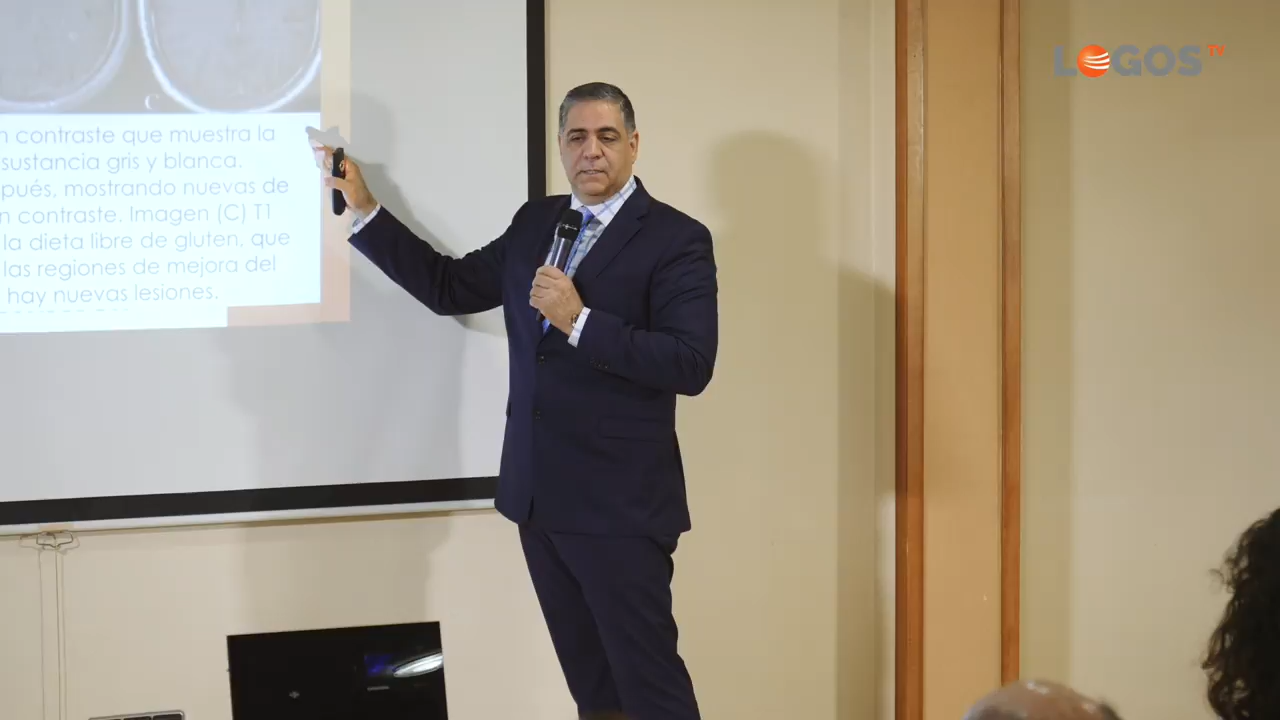 LOGOS TV
C
n contraste que muestra la
sustancia gris y blanca.
pués, mostrando nuevas de
n contraste. Imagen (C) T1
la dieta libre de gluten, que
las regiones de mejora del
hay nuevas lesiones.